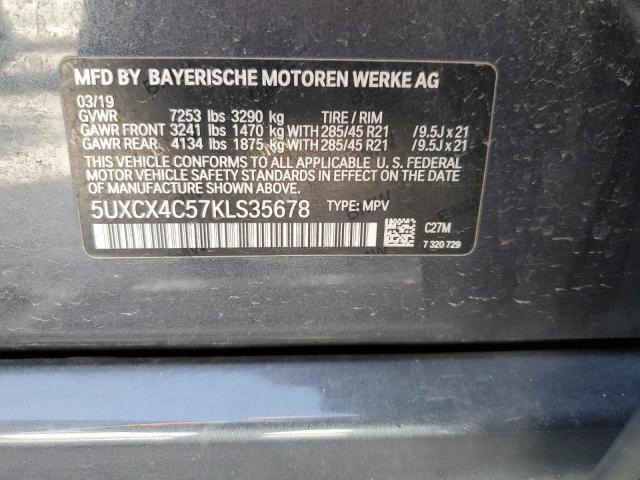 MFD BY BAYERISCHE MOTOREN WERKE AG
03/19
GVWR 7253 lbs 3290 kg TIRE / RIM
GAWR FRONT 3241 lbs 1470 kg WITH 285/45 R21 /9.5J x 21
GAWR REAR. 4134 lbs 1875 kg WITH 285/45 R21 /9.5J x 21
THIS VEHICLE CONFORMS TO ALL APPLICABLE U.S. FEDERAL
MOTOR VEHICLE SAFETY STANDARDS IN EFFECT ON THE
DATE OF MANUFACTURE SHOWN ABOVE.
5UXCX4C57KLS35678 TYPE: MPV
C27M
7 320 729